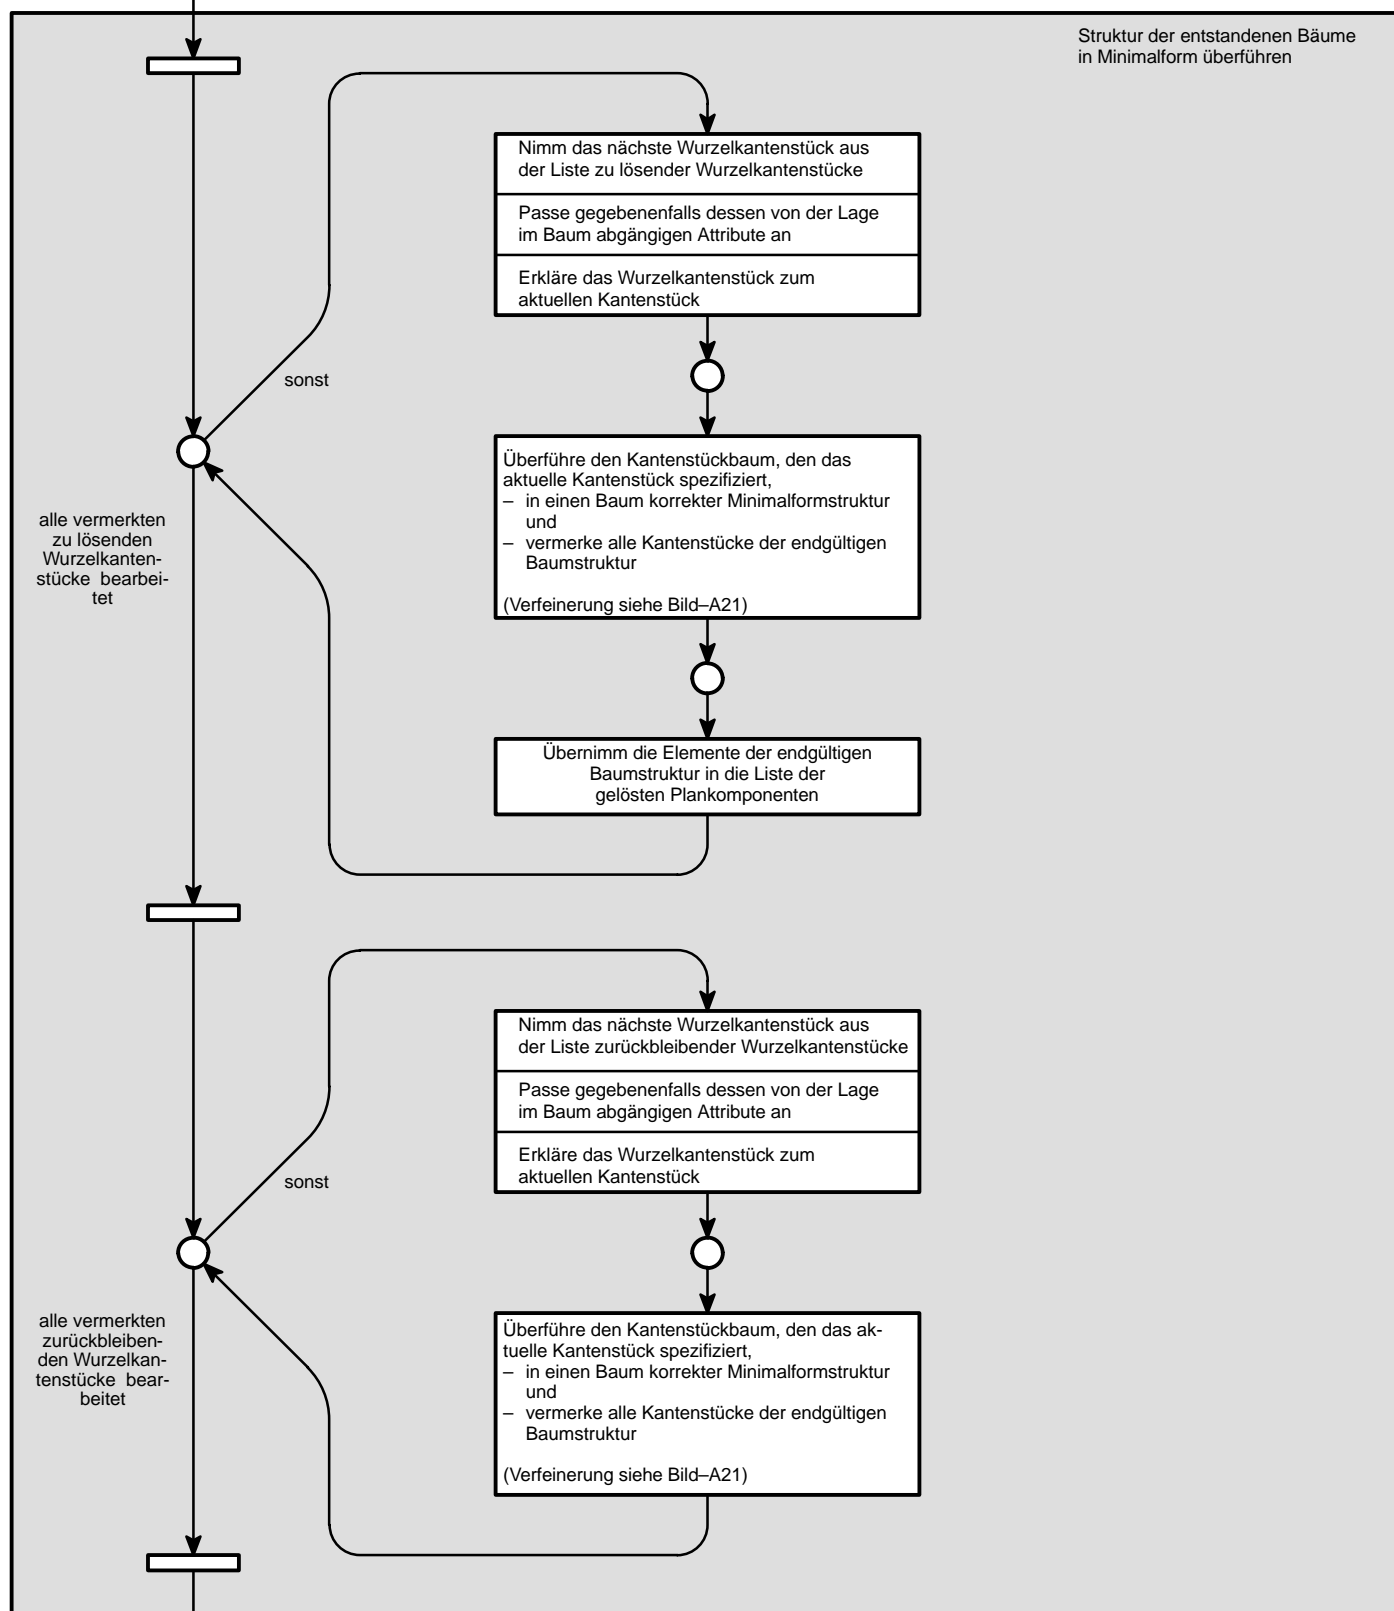 Struktur der entstandenen Bäume
in Minimalform überführen
Nimm das nächste Wurzelkantenstück aus
der Liste zu lösender Wurzelkantenstücke
Passe gegebenenfalls dessen von der Lage
im Baum abgängigen Attribute an
Erkläre das Wurzelkantenstück zum
aktuellen Kantenstück
sonst
Überführe den Kantenstückbaum, den das
aktuelle Kantenstück spezifiziert,
– in einen Baum korrekter Minimalformstruktur
und
– vermerke alle Kantenstücke der endgültigen
Baumstruktur
(Verfeinerung siehe Bild–A21)
alle vermerkten
zu lösenden
Wurzelkanten-
stücke bearbei-
tet
Übernimm die Elemente der endgültigen
Baumstruktur in die Liste der
gelösten Plankomponenten
Nimm das nächste Wurzelkantenstück aus
der Liste zurückbleibender Wurzelkantenstücke
Passe gegebenenfalls dessen von der Lage
im Baum abgängigen Attribute an
Erkläre das Wurzelkantenstück zum
aktuellen Kantenstück
sonst
Überführe den Kantenstückbaum, den das ak-
tuelle Kantenstück spezifiziert,
– in einen Baum korrekter Minimalformstruktur
und
– vermerke alle Kantenstücke der endgültigen
Baumstruktur
(Verfeinerung siehe Bild–A21)
alle vermerkten
zurückbleiben-
den Wurzelkan-
tenstücke bear-
beitet